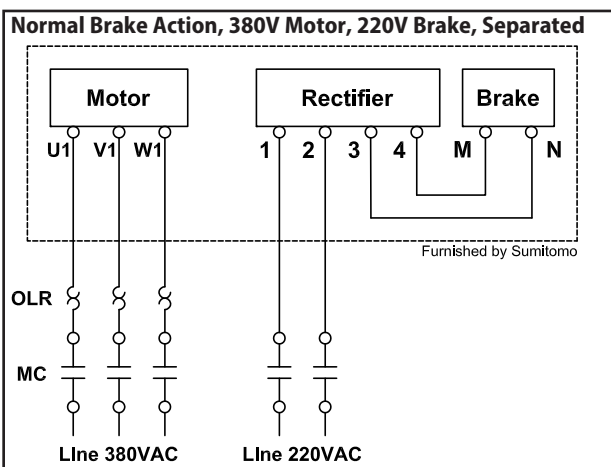 Normal Brake Action, 380V Motor, 220V Brake, Separated
Motor Rectifier Brake
U1 V1 W1 1 2 3 4 M N
Furnished by Sumitomo
OLR
MC
LIne 380VAC LIne 220VAC